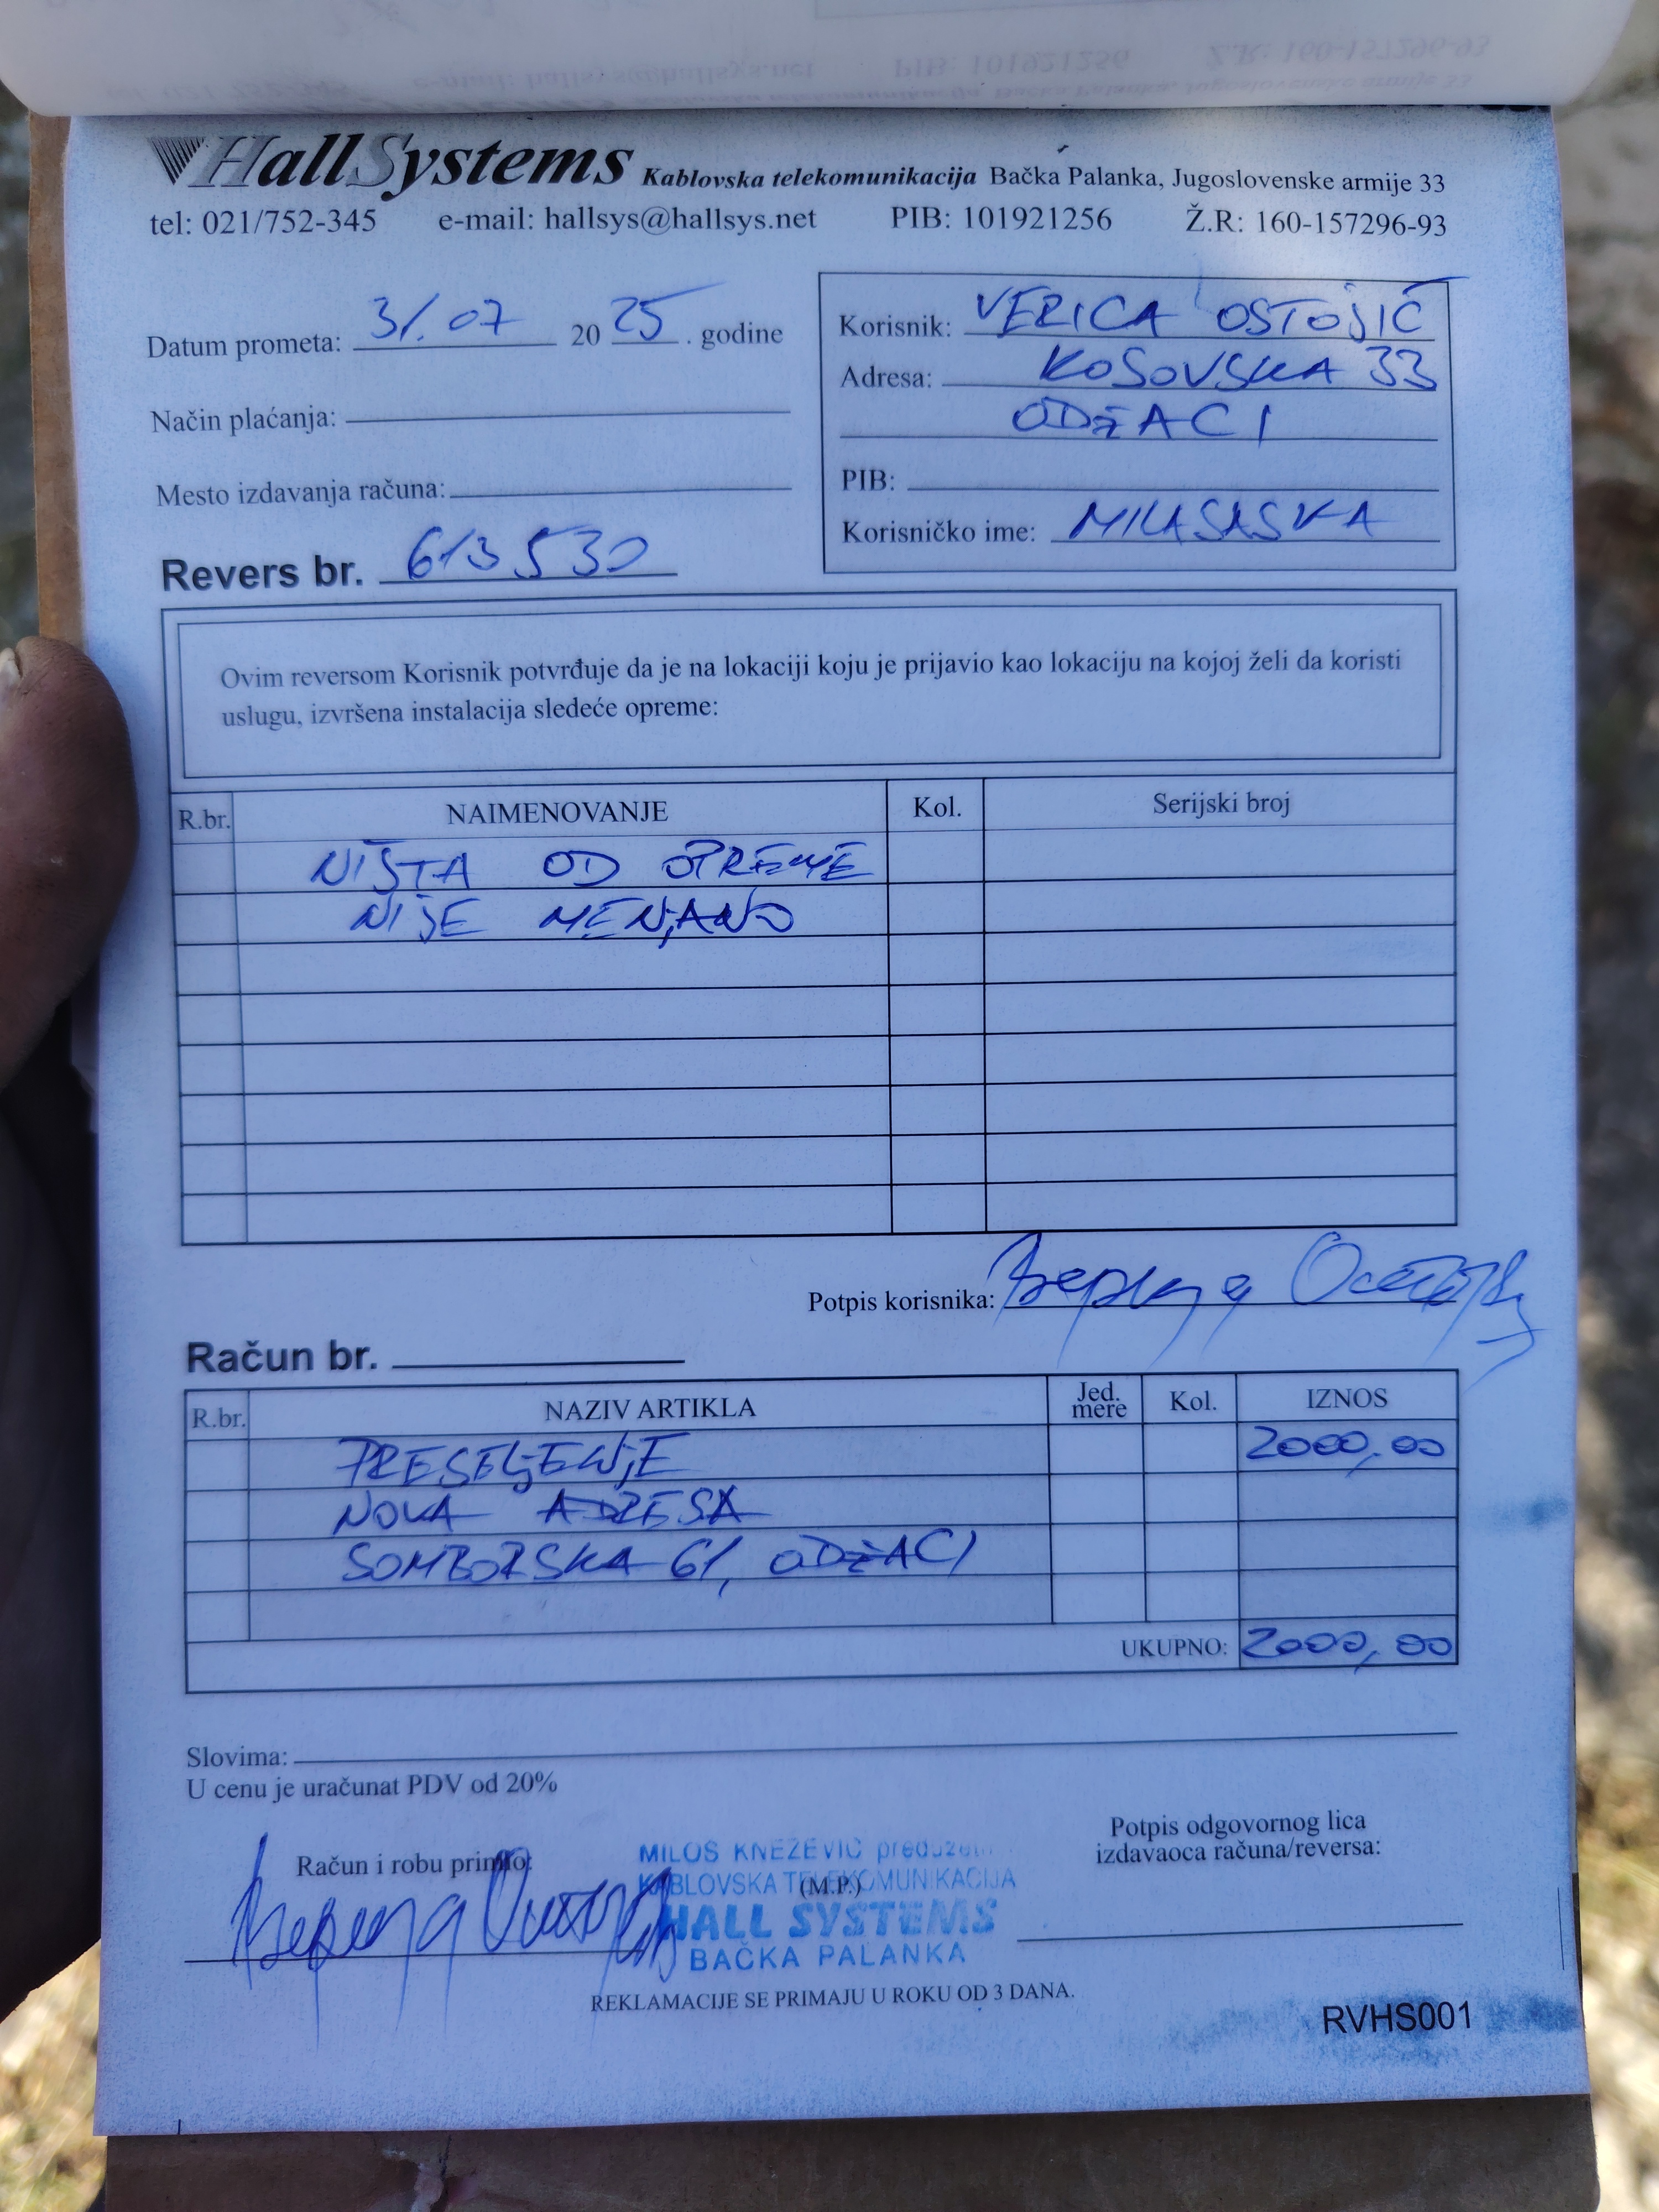 HallSystems Kablovska telekomunikacija Bačka Palanka, Jugoslovenske armije 33
tel: 021/752-345 e-mail: hallsys@hallsys.net PIB: 101921256 Ž.R: 160-157296-93
Datum prometa: 31.07 2025. godine
Način plaćanja:
Mesto izdavanja računa:
Revers br. 613530
Korisnik: VERICA OSTOJIĆ
Adresa: KOSOVSKA 33
ODŽACI
PIB:
Korisničko ime: MILASASKA
Ovim reversom Korisnik potvrđuje da je na lokaciji koju je prijavio kao lokaciju na kojoj želi da koristi
uslugu, izvršena instalacija sledeće opreme:
R.br. NAIMENOVANJE Kol. Serijski broj
NIŠTA OD OPREME
NIJE MENJANO
Potpis korisnika:
Račun br.
R.br. NAZIV ARTIKLA Jed. mere Kol. IZNOS
PRESELJENJE 2000,00
NOVA ADRESA
SOMBORSKA 61, ODŽACI
UKUPNO: 2000,00
Slovima:
U cenu je uračunat PDV od 20%
Račun i robu primio:
MILOŠ KNEŽEVIĆ
KABLOVSKA TELEKOMUNIKACIJA
(M.P.)
HALL SYSTEMS
BAČKA PALANKA
Potpis odgovornog lica
izdavaoca računa/reversa:
REKLAMACIJE SE PRIMAJU U ROKU OD 3 DANA.
RVHS001